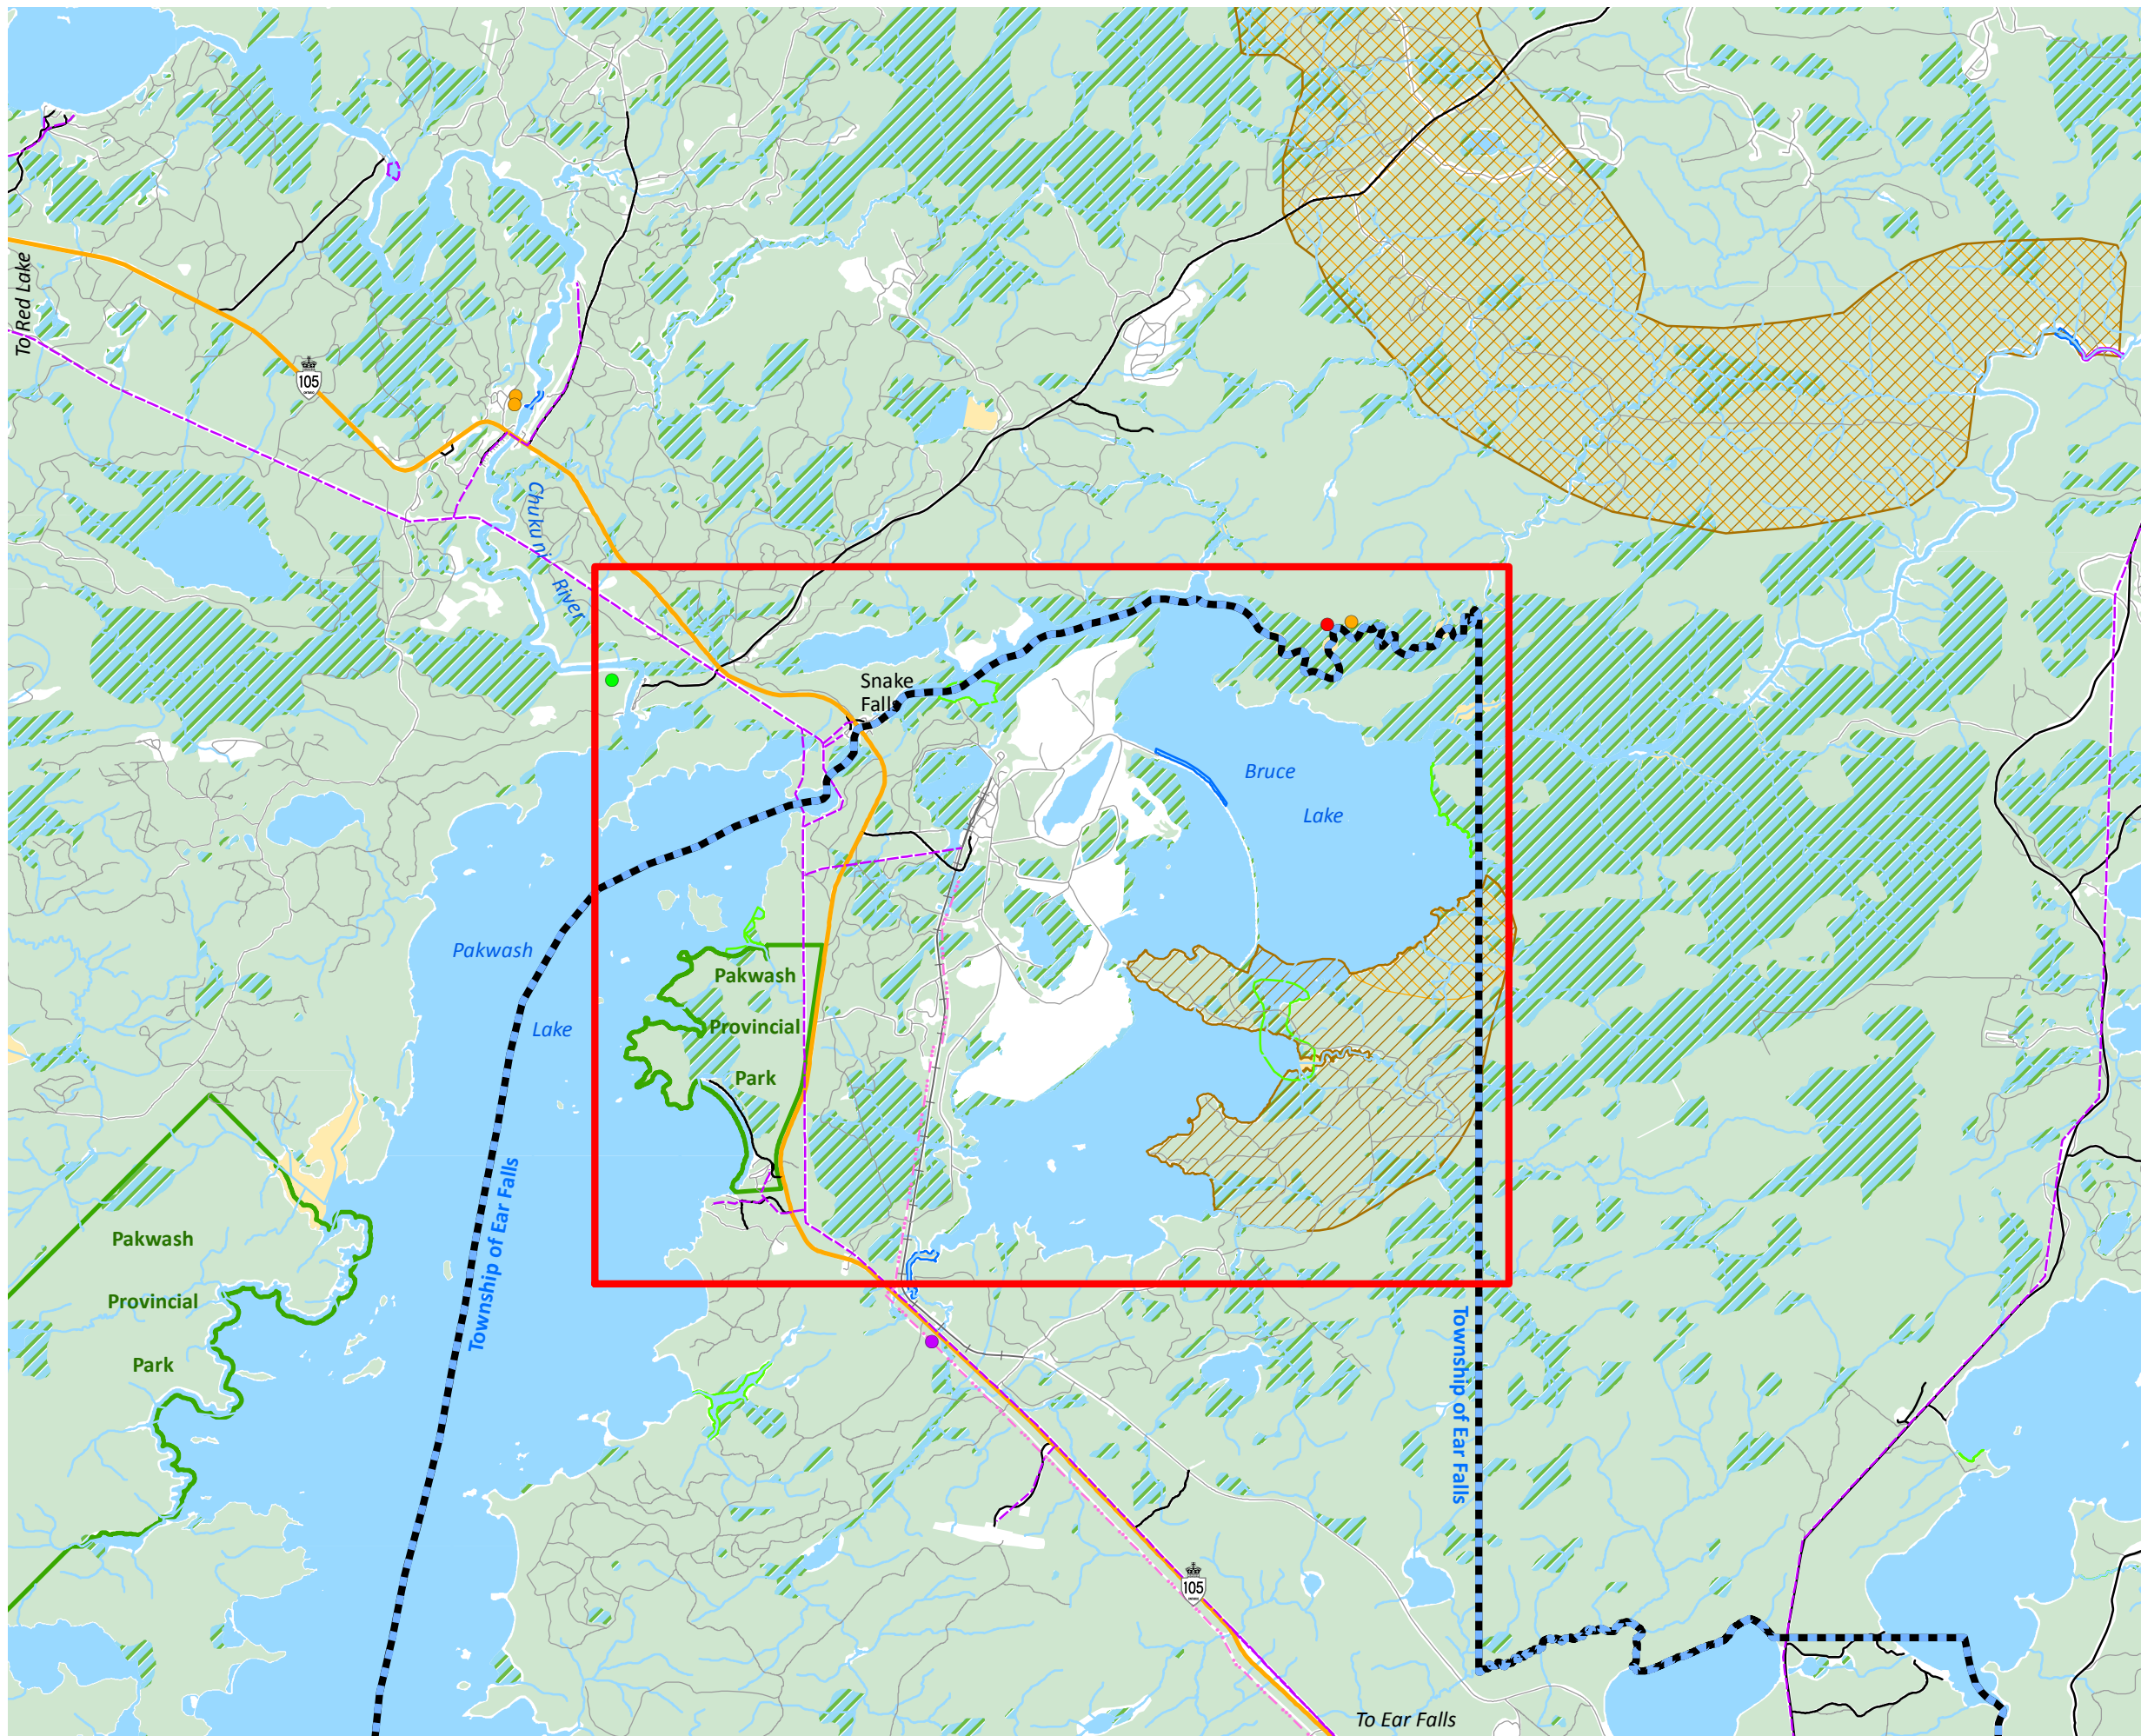 To Red Lake
105
Chukuni
River
Snake
Falls
Bruce
Lake
Pakwash
Lake
Pakwash
Provincial
Park
Township of Ear Falls
Pakwash
Provincial
Park
Township of Ear Falls
105
To Ear Falls